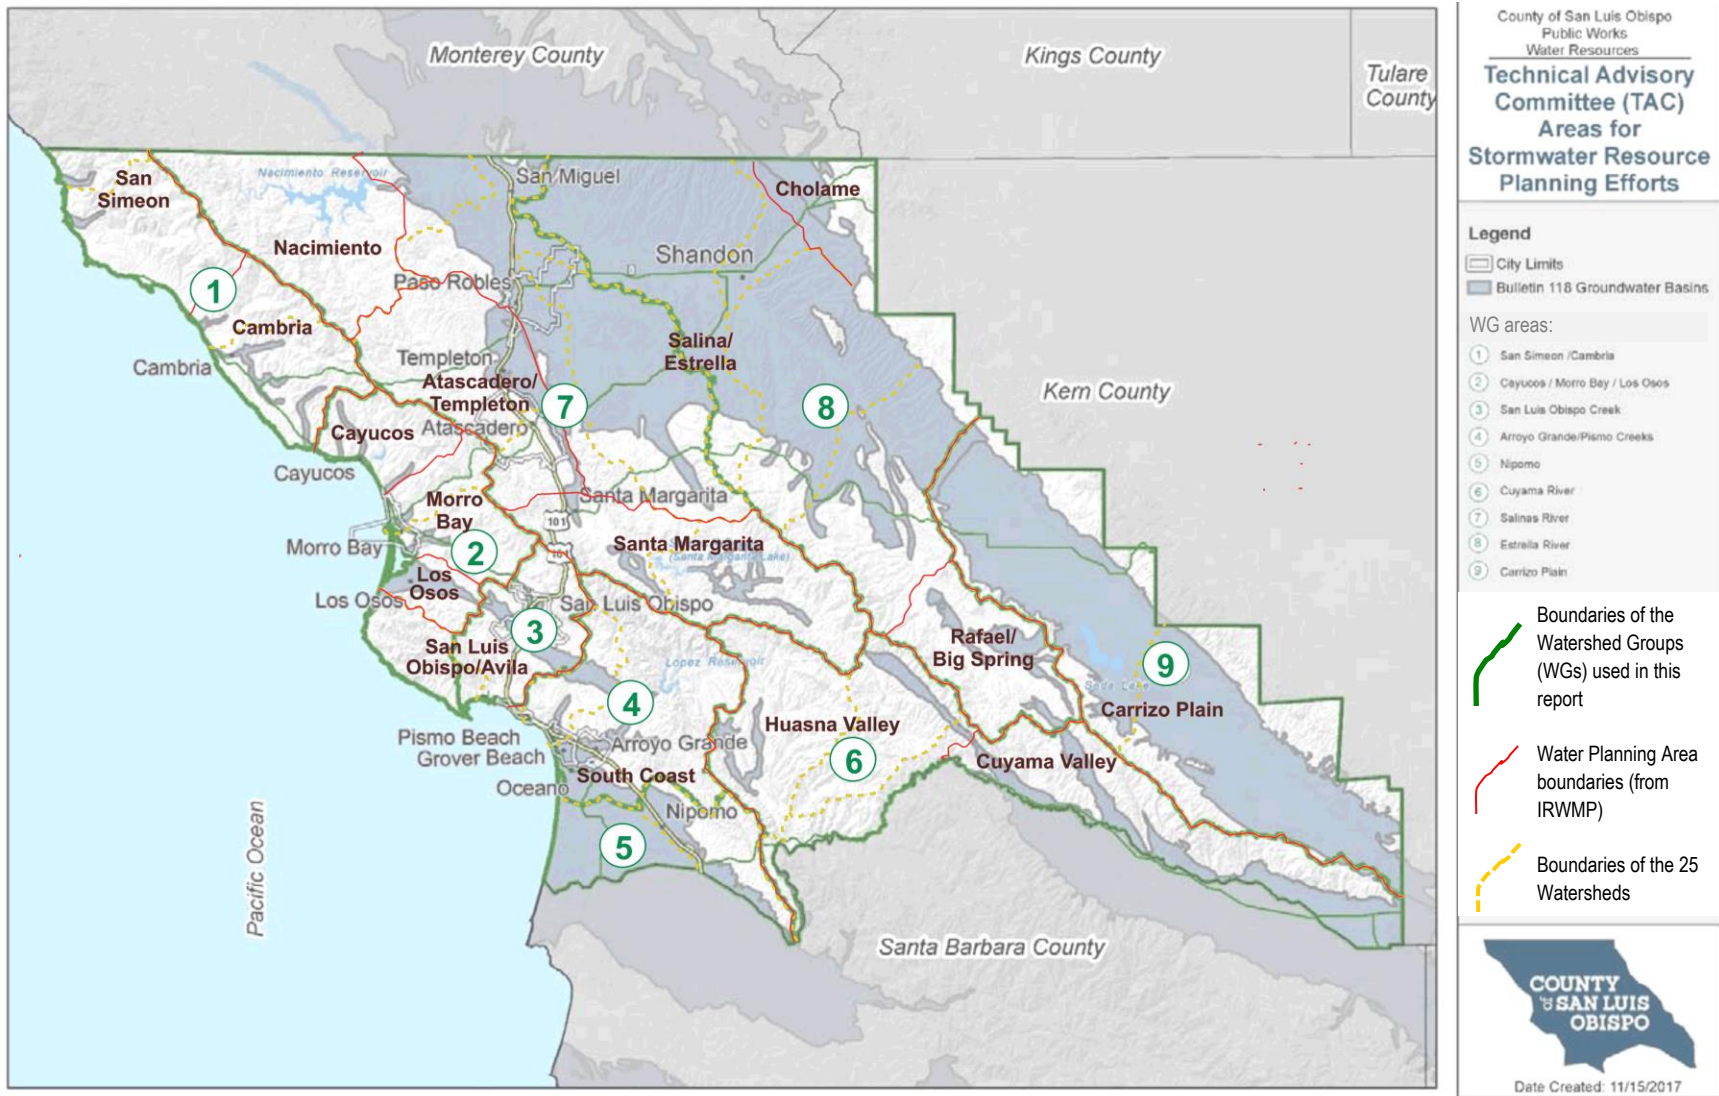 Monterey County
Kings County
Tulare
County
San
Simeon
Nacimiento Reservoir
San Miguel
Cholame
Nacimiento
Shandon
Paso Robles
1
Cambria
Salina/
Estrella
Cambria
Templeton
Atascadero/
Templeton
7
8
Kern County
Cayucos
Atascadero
Cayucos
Morro
Bay
Santa Margarita
101
Morro Bay
2
Santa Margarita
(Santa Margarita Lake)
101
Los
Osos
Los Osos
San Luis Obispo
3
San Luis
Obispo/Avila
Rafael/
Big Spring
Lopez Reservoir
9
Soda Lake
4
Carrizo Plain
Huasna Valley
Pismo Beach
Grover Beach
Arroyo Grande
6
Cuyama Valley
South Coast
Oceano
Nipomo
5
Pacific Ocean
Santa Barbara County
County of San Luis Obispo
Public Works
Water Resources
Technical Advisory
Committee (TAC)
Areas for
Stormwater Resource
Planning Efforts
Legend
City Limits
Bulletin 118 Groundwater Basins
WG areas:
1 San Simeon /Cambria
2 Cayucos / Morro Bay / Los Osos
3 San Luis Obispo Creek
4 Arroyo Grande/Pismo Creeks
5 Nipomo
6 Cuyama River
7 Salinas River
8 Estrella River
9 Carrizo Plain
Boundaries of the
Watershed Groups
(WGs) used in this
report
Water Planning Area
boundaries (from
IRWMP)
Boundaries of the 25
Watersheds
COUNTY
OF SAN LUIS
OBISPO
Date Created: 11/15/2017